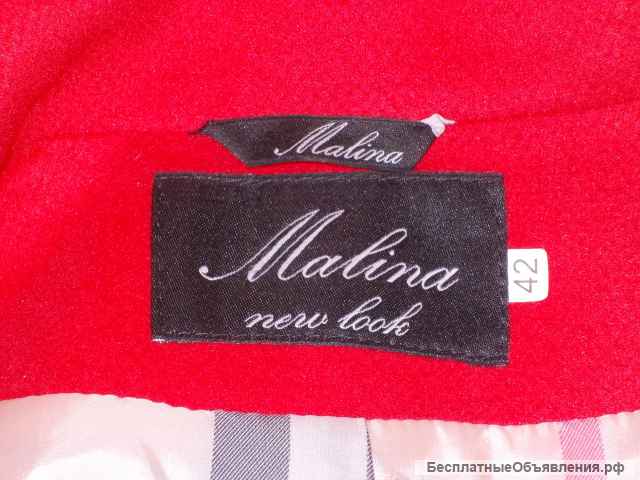 Malina
Malina
new look
42
БесплатныеОбъявления.рф